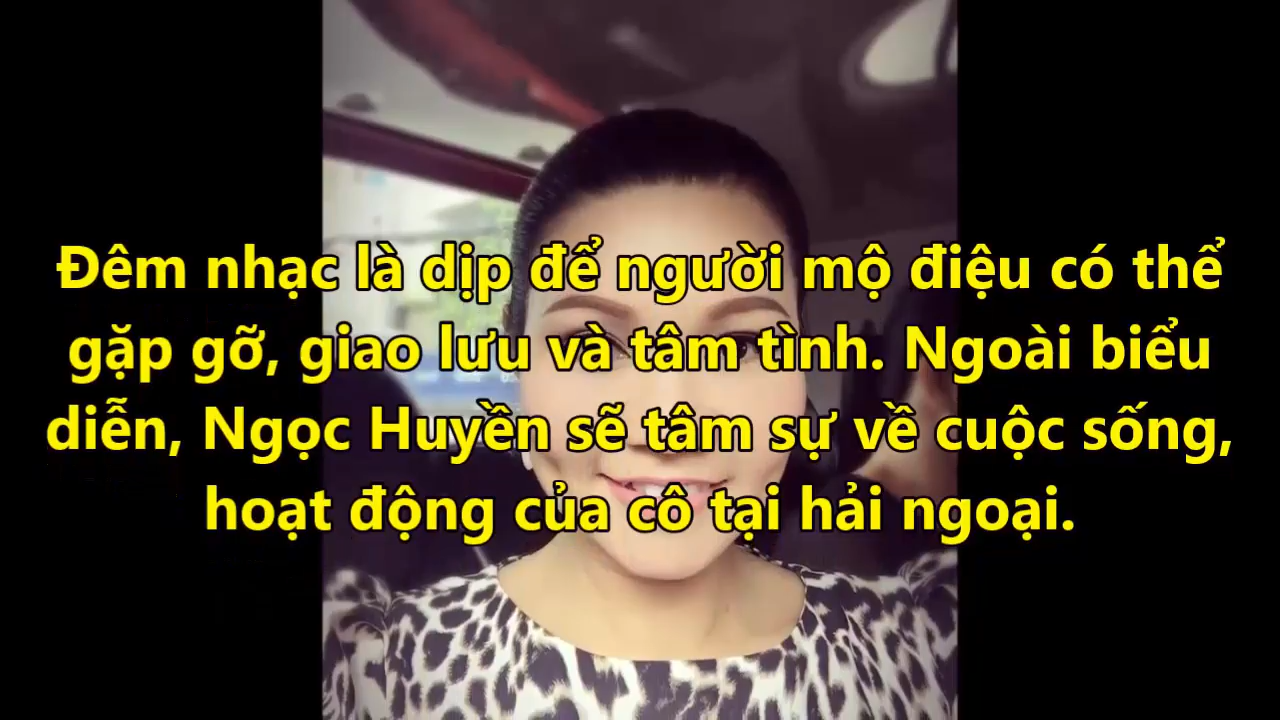 Đêm nhạc là dịp để người mộ điệu có thể
gặp gỡ, giao lưu và tâm tình. Ngoài biểu
diễn, Ngọc Huyền sẽ tâm sự về cuộc sống,
hoạt động của cô tại hải ngoại.